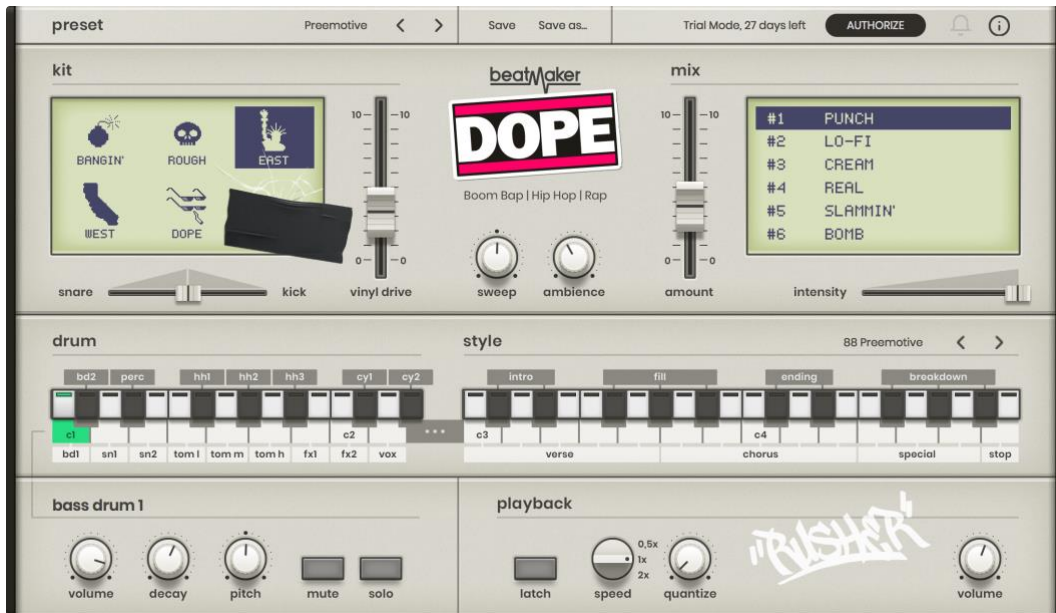 preset Preemotive Save Save as... Trial Mode, 27 days left AUTHORIZE
kit
beatMaker
mix
DOPE
Boom Bap | Hip Hop | Rap
BANGIN' ROUGH EAST
WEST DOPE
10 10
0 0
snare kick vinyl drive
sweep ambience
10 10
0 0
amount
#1 PUNCH
#2 LO-FI
#3 CREAM
#4 REAL
#5 SLAMMIN'
#6 BOMB
intensity
drum
bd2 perc hh1 hh2 hh3 cy1 cy2
c1 c2 ...
bd1 sn1 sn2 tom l tom m tom h fx1 fx2 vox
style 88 Preemotive
intro fill ending breakdown
c3 c4
verse chorus special stop
bass drum 1
volume decay pitch mute solo
playback
0,5x
1x
2x
latch speed quantize
"RUSHER"
volume